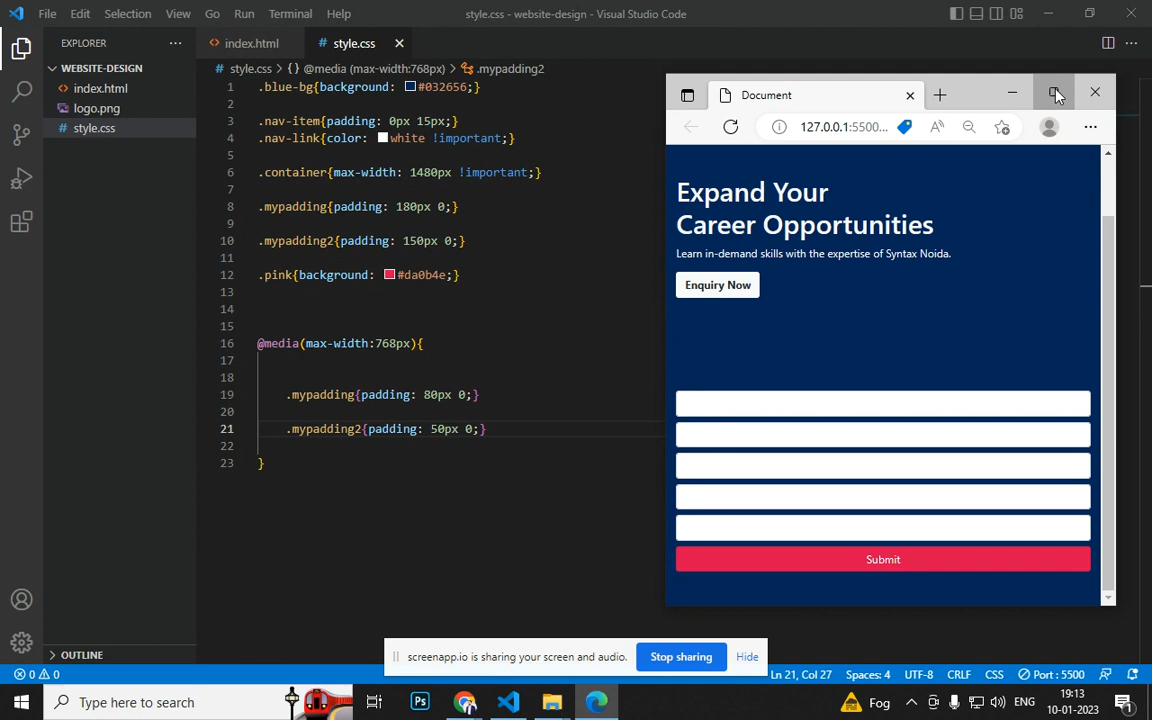 File Edit Selection View Go Run Terminal Help
style.css - website-design - Visual Studio Code
EXPLORER
WEBSITE-DESIGN
index.html
logo.png
style.css
OUTLINE
index.html
style.css
style.css > {} @media (max-width:768px) > .mypadding2
1 .blue-bg{background: #032656;}
2
3 .nav-item{padding: 0px 15px;}
4 .nav-link{color: white !important;}
5
6 .container{max-width: 1480px !important;}
7
8 .mypadding{padding: 180px 0;}
9
10 .mypadding2{padding: 150px 0;}
11
12 .pink{background: #da0b4e;}
13
14
15
16 @media(max-width:768px){
17
18
19 .mypadding{padding: 80px 0;}
20
21 .mypadding2{padding: 50px 0;}
22
23 }
Document
127.0.0.1:5500...
Expand Your
Career Opportunities
Learn in-demand skills with the expertise of Syntax Noida.
Enquiry Now
Submit
screenapp.io is sharing your screen and audio.
Stop sharing
Hide
0 0
Ln 21, Col 27 Spaces: 4 UTF-8 CRLF CSS Port : 5500
Type here to search
Ps
Fog
ENG
19:13
10-01-2023
1